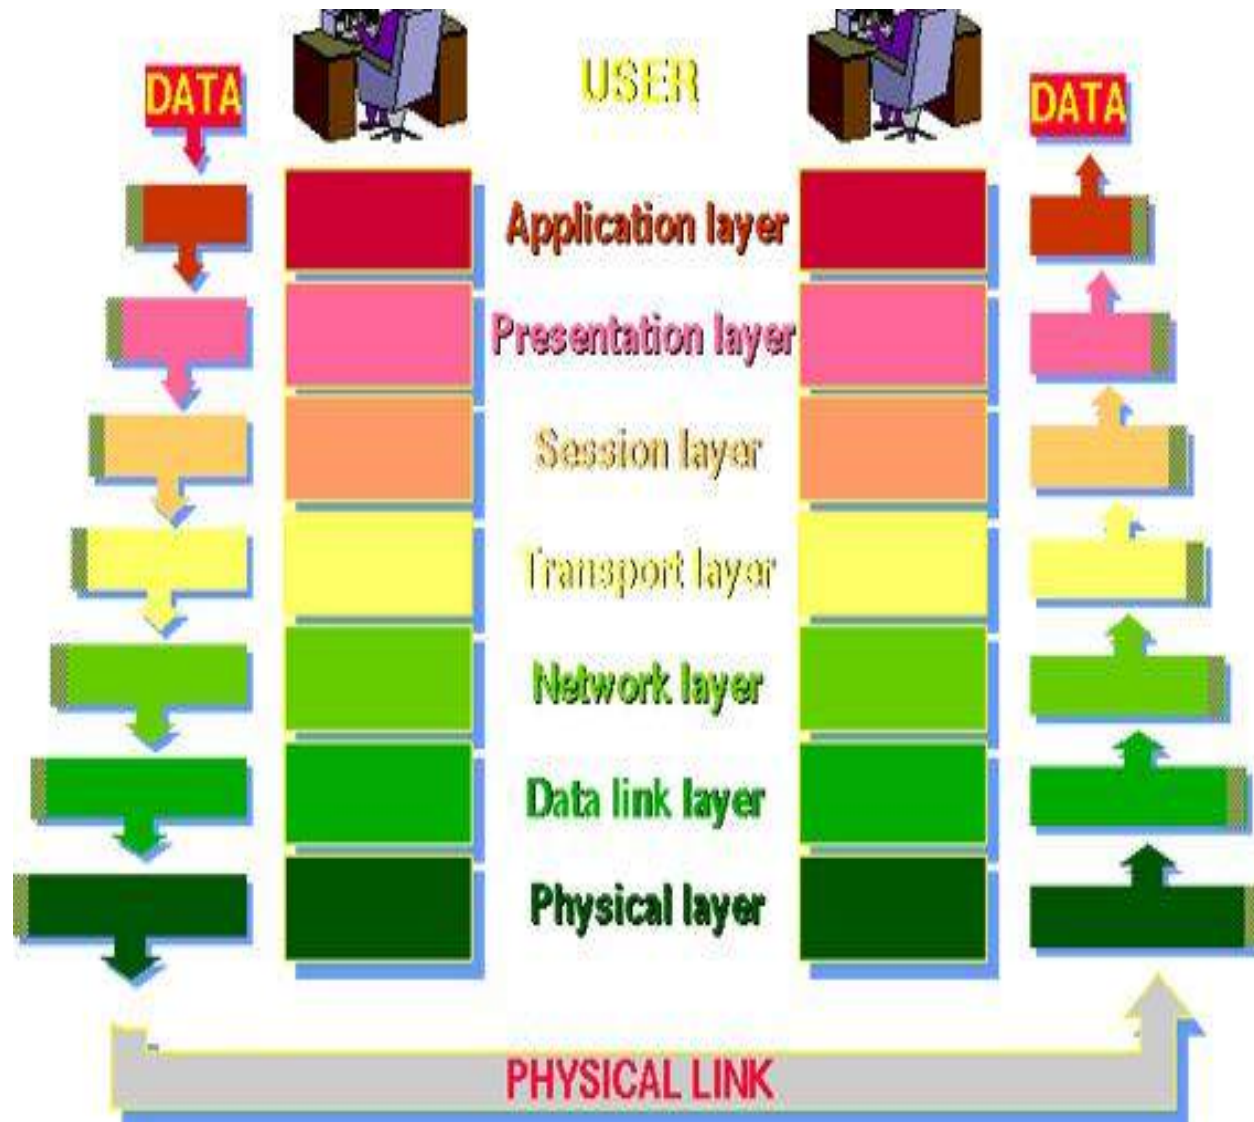 DATA
USER
DATA
Application layer
Presentation layer
Session layer
Transport layer
Network layer
Data link layer
Physical layer
PHYSICAL LINK